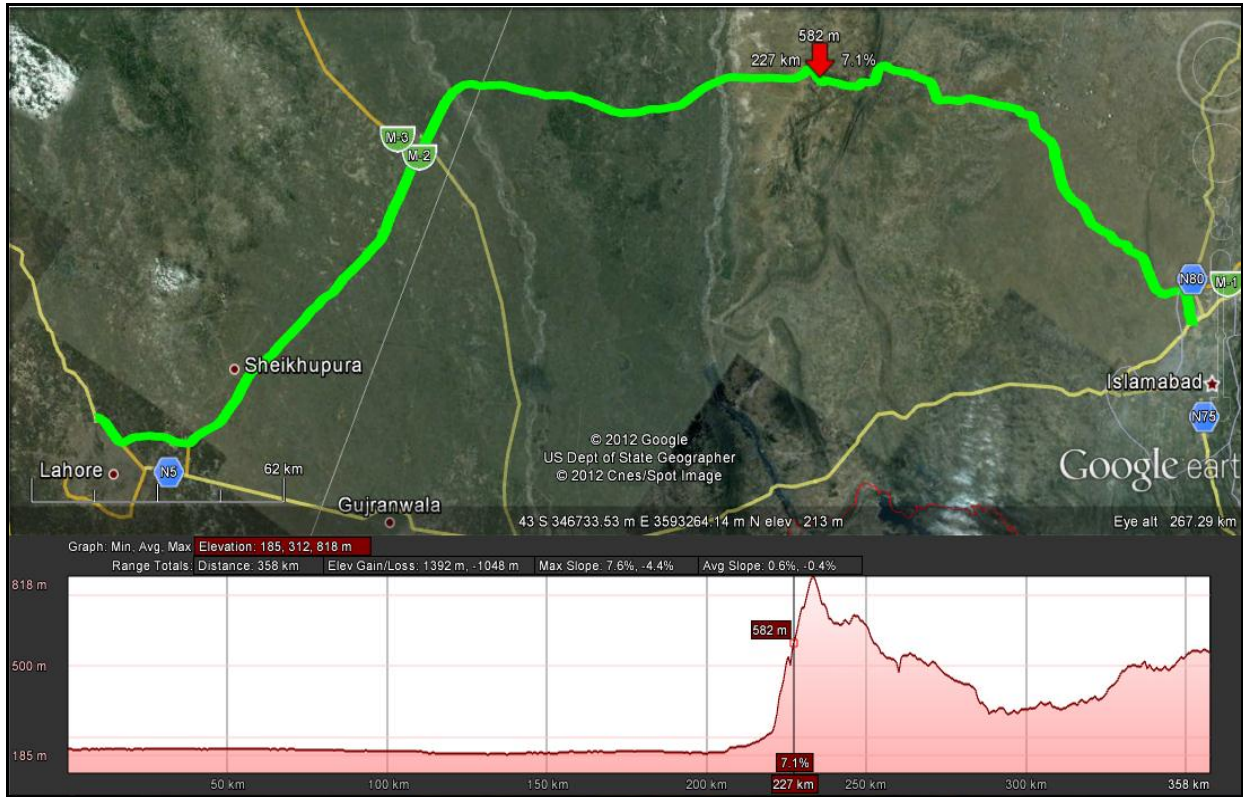 582 m
227 km 7.1%
M-3
M-2
N80
M-1
Sheikhupura
Islamabad
N75
© 2012 Google
US Dept of State Geographer
© 2012 Cnes/Spot Image
Google eart
Lahore
N5
62 km
Gujranwala
43 S 346733.53 m E 3593264.14 m N elev 213 m
Eye alt 267.29 km
Graph: Min, Avg, Max Elevation: 185, 312, 818 m
Range Totals: Distance: 358 km Elev Gain/Loss: 1392 m, -1048 m Max Slope: 7.6%, -4.4% Avg Slope: 0.6%, -0.4%
818 m
582 m
500 m
185 m
7.1%
50 km 100 km 150 km 200 km 227 km 250 km 300 km 358 km